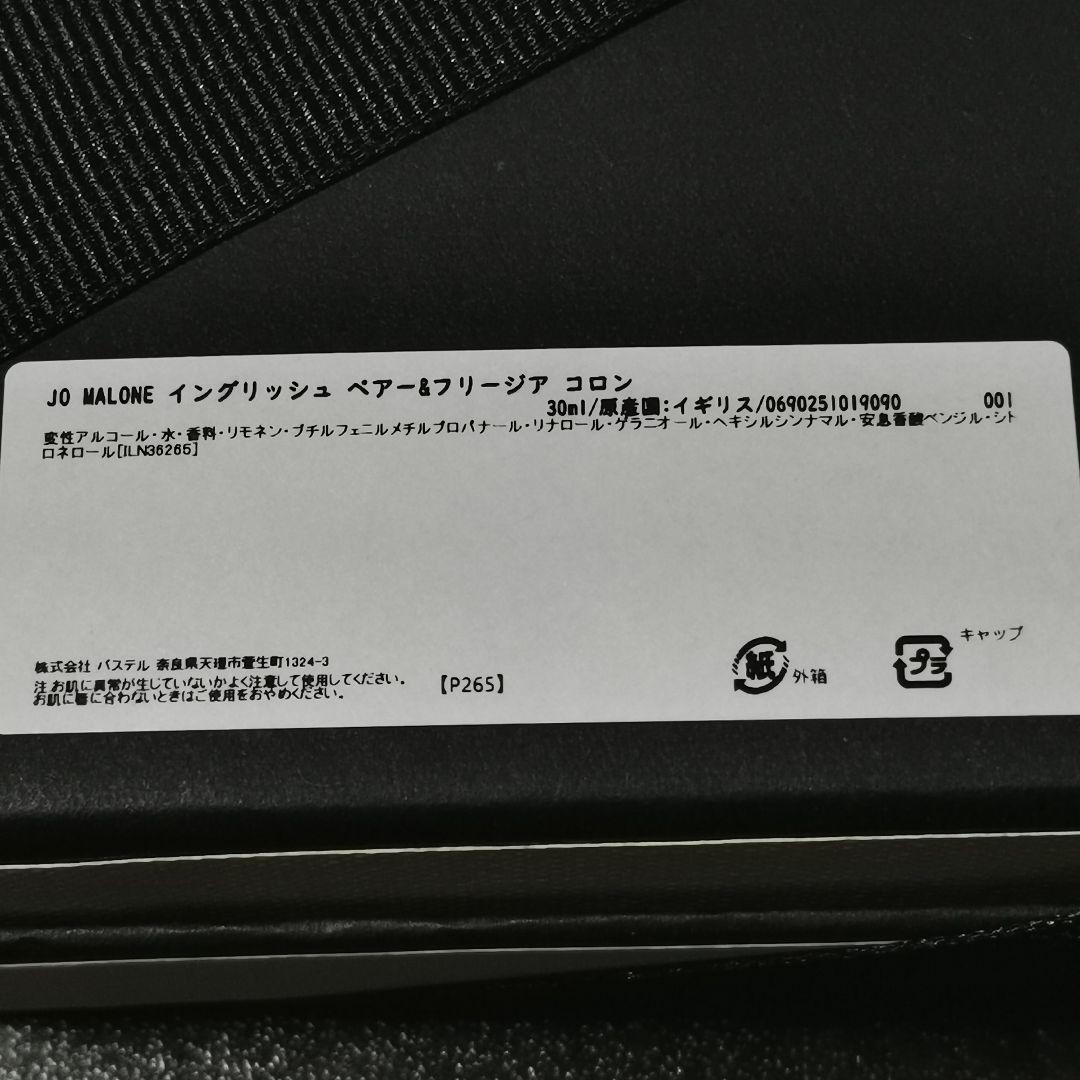 JO MALONE イングリッシュ ペアー&フリージア コロン
30ml/原産国:イギリス/0690251019090 001
変性アルコール・水・香料・リモネン・ブチルフェニルメチルプロパナール・リナロール・ゲラニオール・ヘキシルシンナマル・安息香酸ベンジル・シト
ロネロール[ILN36265]
株式会社 パステル 奈良県天理市萱生町1324-3
注 お肌に異常が生じていないかよく注意して使用してください。
お肌に合わないときはご使用をおやめください。
【P265】
紙 外箱
プラ キャップ